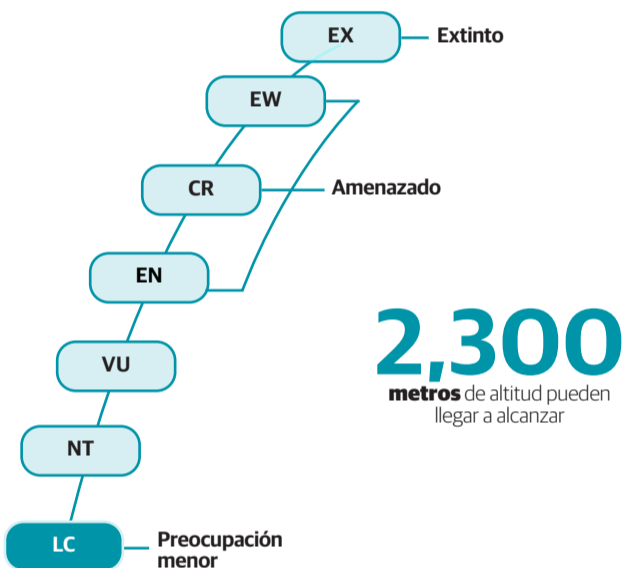 EX
Extinto
EW
CR
Amenazado
EN
2,300
metros de altitud pueden
llegar a alcanzar
VU
NT
LC
Preocupación
menor